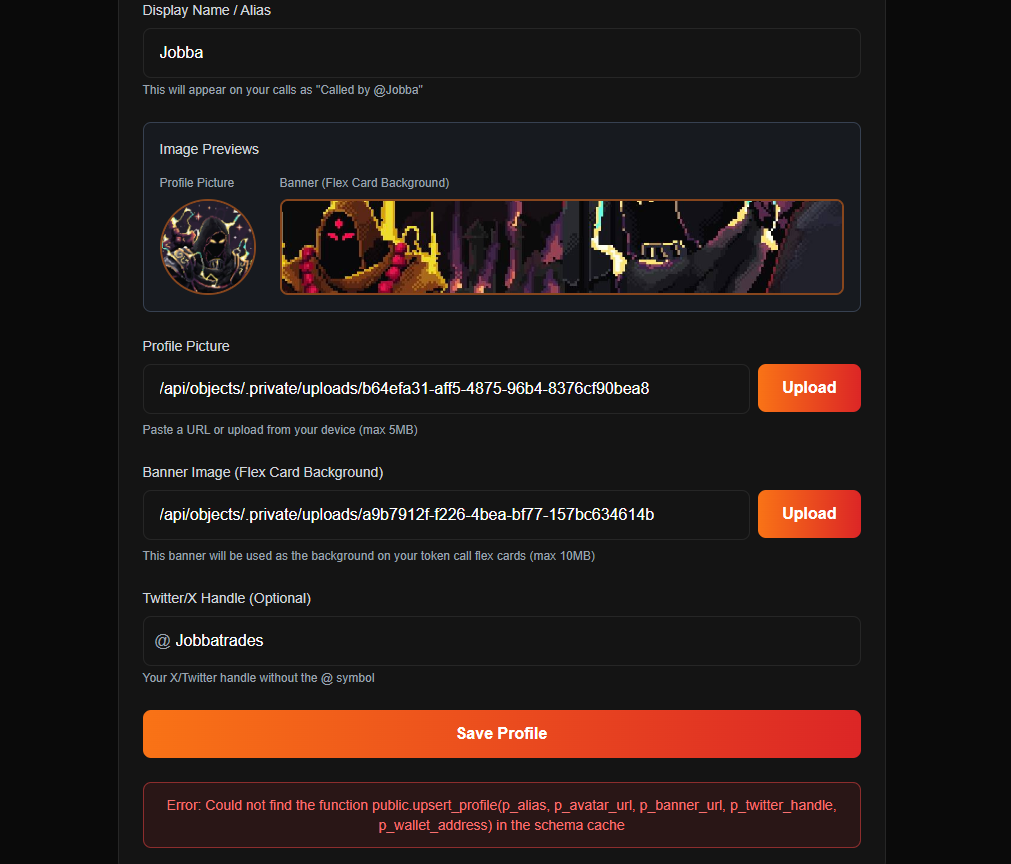 Display Name / Alias
Jobba
This will appear on your calls as "Called by @Jobba"
Image Previews
Profile Picture
Banner (Flex Card Background)
Profile Picture
/api/objects/.private/uploads/b64efa31-aff5-4875-96b4-8376cf90bea8
Upload
Paste a URL or upload from your device (max 5MB)
Banner Image (Flex Card Background)
/api/objects/.private/uploads/a9b7912f-f226-4bea-bf77-157bc634614b
Upload
This banner will be used as the background on your token call flex cards (max 10MB)
Twitter/X Handle (Optional)
@ Jobbatrades
Your X/Twitter handle without the @ symbol
Save Profile
Error: Could not find the function public.upsert_profile(p_alias, p_avatar_url, p_banner_url, p_twitter_handle,
p_wallet_address) in the schema cache